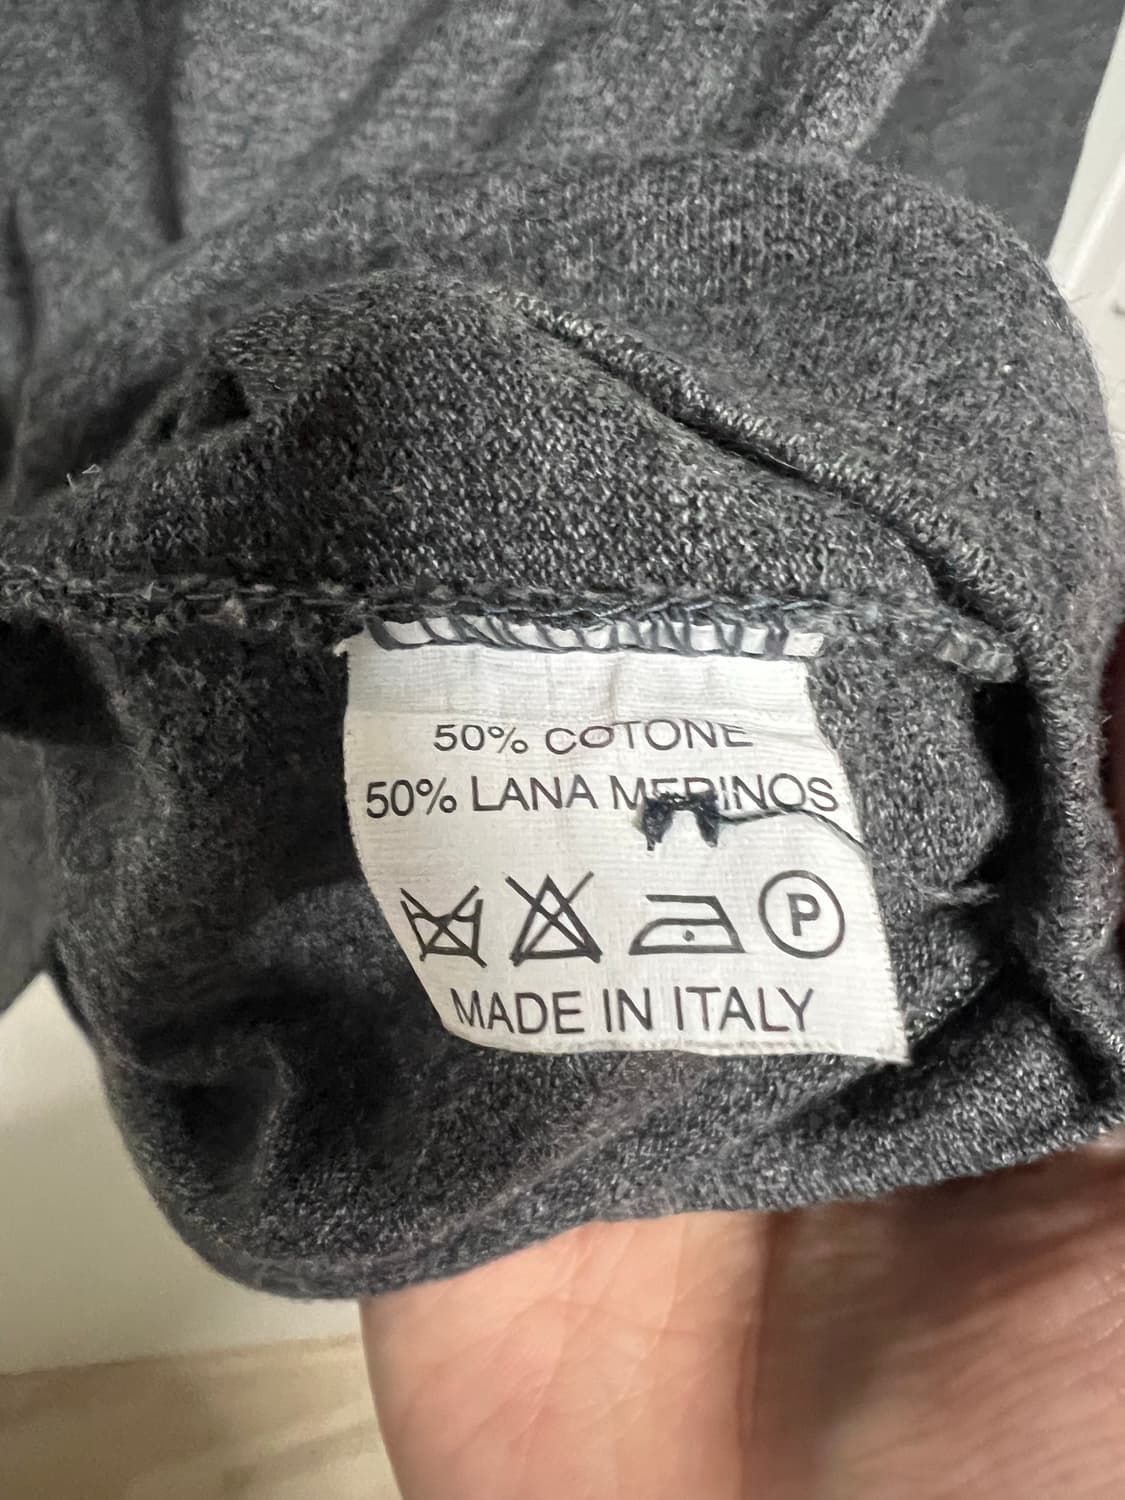 50% COTONE
50% LANA MERINOS
P
MADE IN ITALY